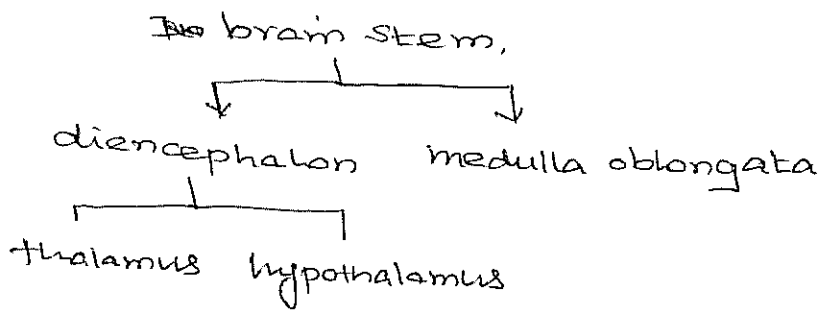 brain stem,
diencephalon medulla oblongata
thalamus hypothalamus